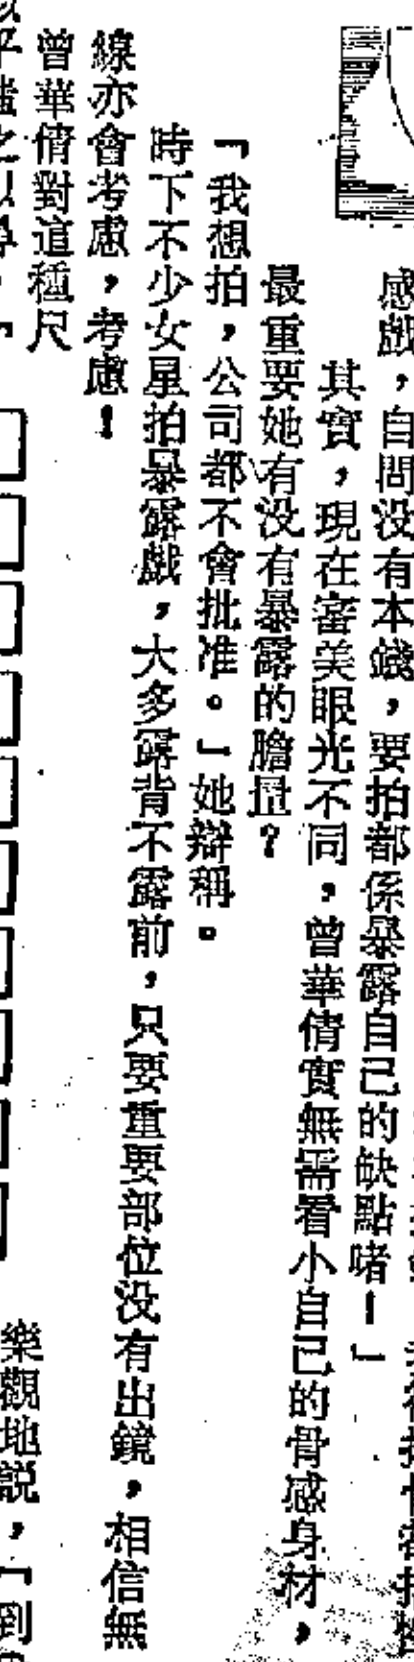 感戲，自問没有本錢，要拍都係暴露自己的缺點啫！」
其實，現在審美眼光不同，曾華倩實無需看小自己的骨感身材，
最重要她有没有暴露的膽量？
「我想拍，公司都不會批准。」她辯稱。
時下不少女星拍暴露戲，大多露背不露前，只要重要部位没有出鏡，相信無
線亦會考慮，考慮！
曾華倩對這種尺
樂觀地説，「到